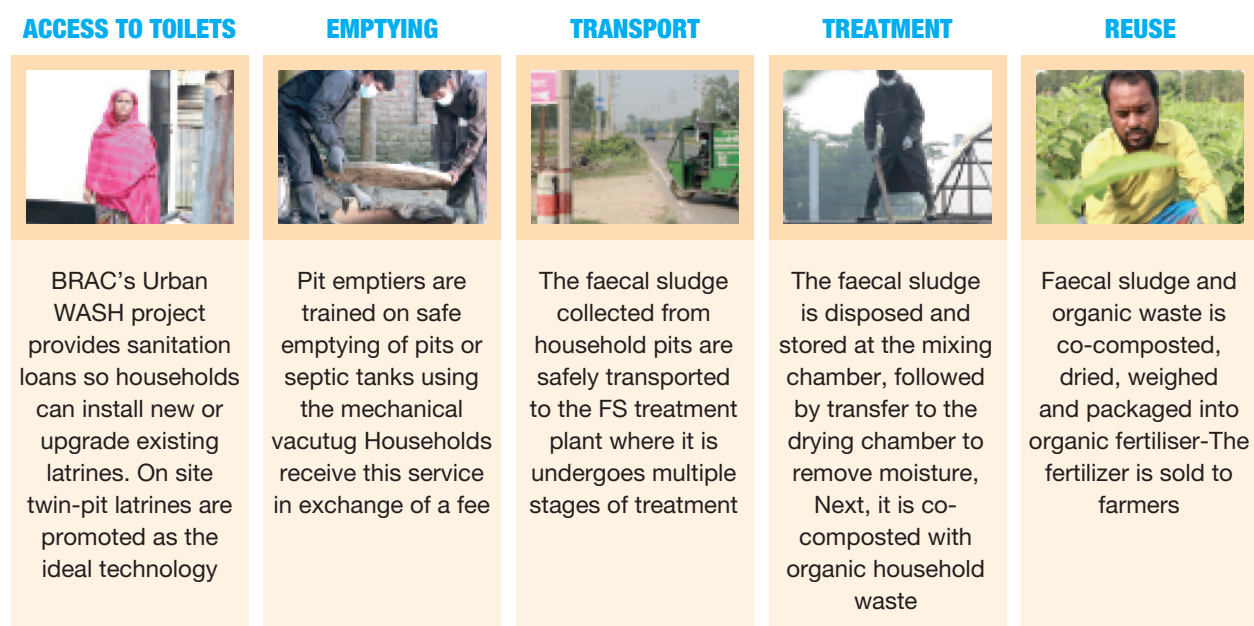 ACCESS TO TOILETS
BRAC's Urban
WASH project
provides sanitation
loans so households
can install new or
upgrade existing
latrines. On site
twin-pit latrines are
promoted as the
ideal technology
EMPTYING
Pit emptiers are
trained on safe
emptying of pits or
septic tanks using
the mechanical
vacutug Households
receive this service
in exchange of a fee
TRANSPORT
The faecal sludge
collected from
household pits are
safely transported
to the FS treatment
plant where it is
undergoes multiple
stages of treatment
TREATMENT
The faecal sludge
is disposed and
stored at the mixing
chamber, followed
by transfer to the
drying chamber to
remove moisture,
Next, it is co-
composted with
organic household
waste
REUSE
Faecal sludge and
organic waste is
co-composted,
dried, weighed
and packaged into
organic fertiliser-The
fertilizer is sold to
farmers